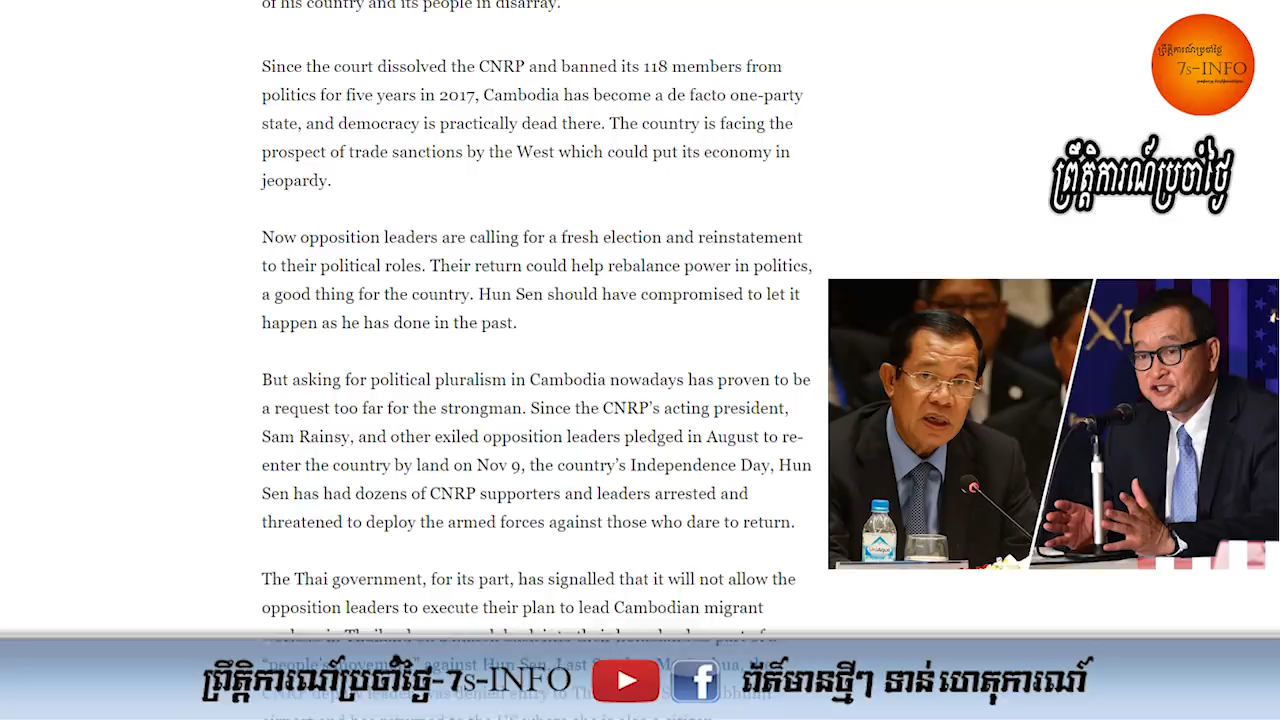 of his country and its people in disarray.
Since the court dissolved the CNRP and banned its 118 members from
politics for five years in 2017, Cambodia has become a de facto one-party
state, and democracy is practically dead there. The country is facing the
prospect of trade sanctions by the West which could put its economy in
jeopardy.
Now opposition leaders are calling for a fresh election and reinstatement
to their political roles. Their return could help rebalance power in politics,
a good thing for the country. Hun Sen should have compromised to let it
happen as he has done in the past.
But asking for political pluralism in Cambodia nowadays has proven to be
a request too far for the strongman. Since the CNRP’s acting president,
Sam Rainsy, and other exiled opposition leaders pledged in August to re-
enter the country by land on Nov 9, the country’s Independence Day, Hun
Sen has had dozens of CNRP supporters and leaders arrested and
threatened to deploy the armed forces against those who dare to return.
The Thai government, for its part, has signalled that it will not allow the
opposition leaders to execute their plan to lead Cambodian migrant
ព្រឹត្តិការណ៍ប្រចាំថ្ងៃ
7s-INFO
ព្រឹត្តិការណ៍ប្រចាំថ្ងៃ
ព្រឹត្តិការណ៍ប្រចាំថ្ងៃ-7s-INFO
f
ព័ត៌មានថ្មីៗ ទាន់ហេតុការណ៍